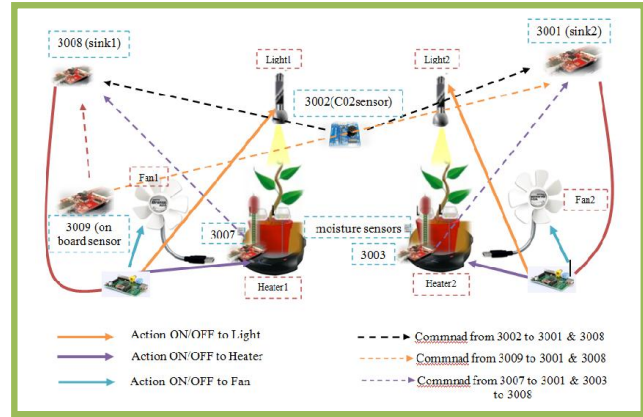 3008 (sink1)
Light1
Light2
3001 (sink2)
3002(C02sensor)
Fan1
Fan2
3009 (on
board sensor
3007
moisture sensors
3003
Heater1
Heater2
Action ON/OFF to Light
Action ON/OFF to Heater
Action ON/OFF to Fan
Commnad from 3002 to 3001 & 3008
Commnad from 3009 to 3001 & 3008
Commnad from 3007 to 3001 & 3003
to 3008